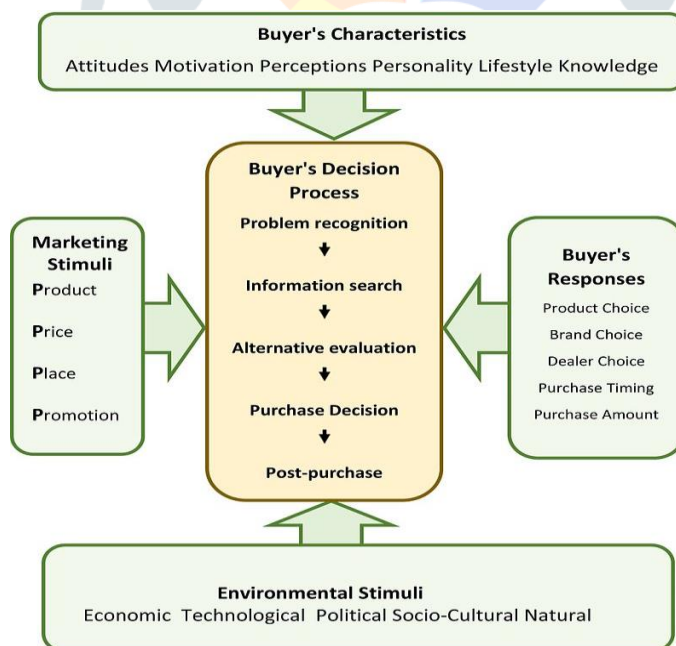 Buyer's Characteristics
Attitudes Motivation Perceptions Personality Lifestyle Knowledge
Buyer's Decision
Process
Problem recognition
Information search
Alternative evaluation
Purchase Decision
Post-purchase
Marketing
Stimuli
Product
Price
Place
Promotion
Buyer's
Responses
Product Choice
Brand Choice
Dealer Choice
Purchase Timing
Purchase Amount
Environmental Stimuli
Economic Technological Political Socio-Cultural Natural